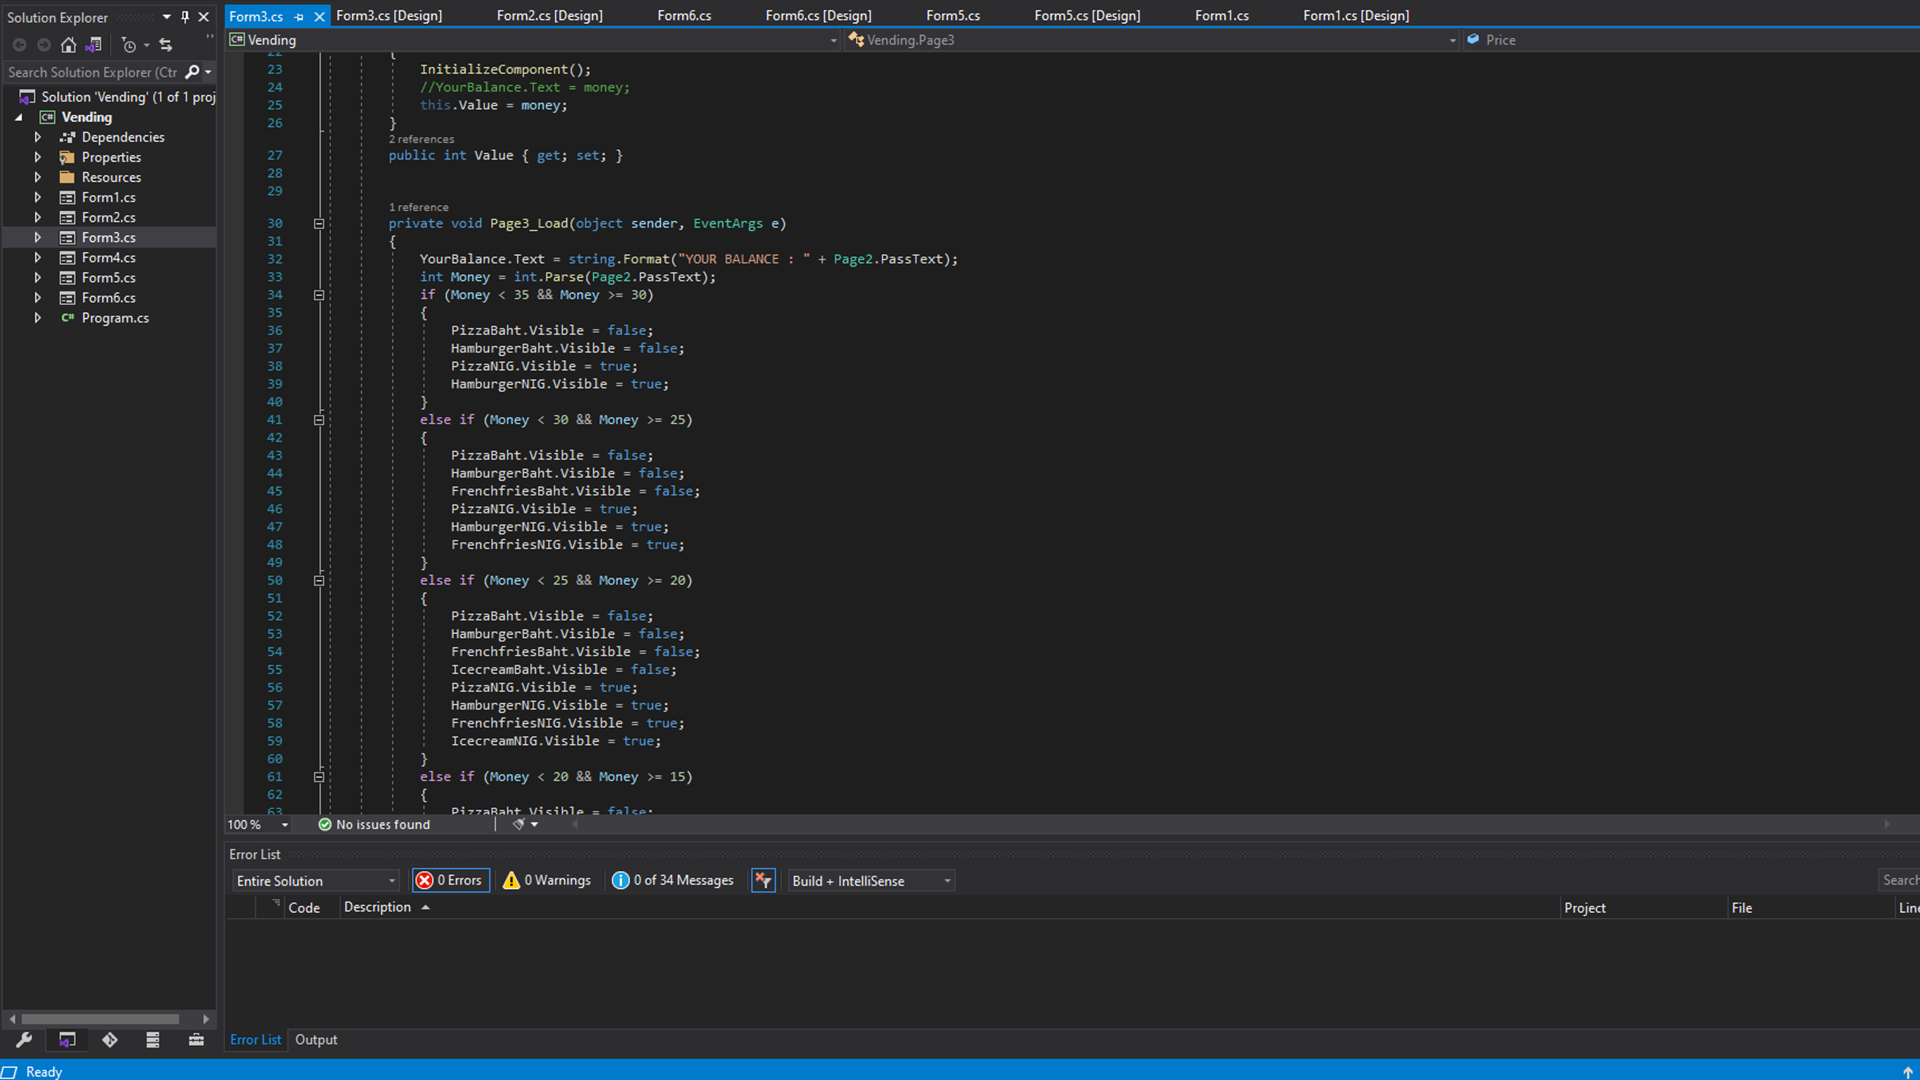 Solution Explorer
Form3.cs
Form3.cs [Design]
Form2.cs [Design]
Form6.cs
Form6.cs [Design]
Form5.cs
Form5.cs [Design]
Form1.cs
Form1.cs [Design]
C# Vending
Vending.Page3
Price
Search Solution Explorer (Ctr
Solution 'Vending' (1 of 1 proj
C# Vending
Dependencies
Properties
Resources
Form1.cs
Form2.cs
Form3.cs
Form4.cs
Form5.cs
Form6.cs
C# Program.cs
22 {
23 InitializeComponent();
24 //YourBalance.Text = money;
25 this.Value = money;
26 }
2 references
27 public int Value { get; set; }
28
29
1 reference
30 private void Page3_Load(object sender, EventArgs e)
31 {
32 YourBalance.Text = string.Format("YOUR BALANCE : " + Page2.PassText);
33 int Money = int.Parse(Page2.PassText);
34 if (Money < 35 && Money >= 30)
35 {
36 PizzaBaht.Visible = false;
37 HamburgerBaht.Visible = false;
38 PizzaNIG.Visible = true;
39 HamburgerNIG.Visible = true;
40 }
41 else if (Money < 30 && Money >= 25)
42 {
43 PizzaBaht.Visible = false;
44 HamburgerBaht.Visible = false;
45 FrenchfriesBaht.Visible = false;
46 PizzaNIG.Visible = true;
47 HamburgerNIG.Visible = true;
48 FrenchfriesNIG.Visible = true;
49 }
50 else if (Money < 25 && Money >= 20)
51 {
52 PizzaBaht.Visible = false;
53 HamburgerBaht.Visible = false;
54 FrenchfriesBaht.Visible = false;
55 IcecreamBaht.Visible = false;
56 PizzaNIG.Visible = true;
57 HamburgerNIG.Visible = true;
58 FrenchfriesNIG.Visible = true;
59 IcecreamNIG.Visible = true;
60 }
61 else if (Money < 20 && Money >= 15)
62 {
63 PizzaBaht.Visible = false;
100 %
No issues found
Error List
Entire Solution
0 Errors
0 Warnings
0 of 34 Messages
Build + IntelliSense
Search
Code
Description
Project
File
Line
Error List
Output
Ready